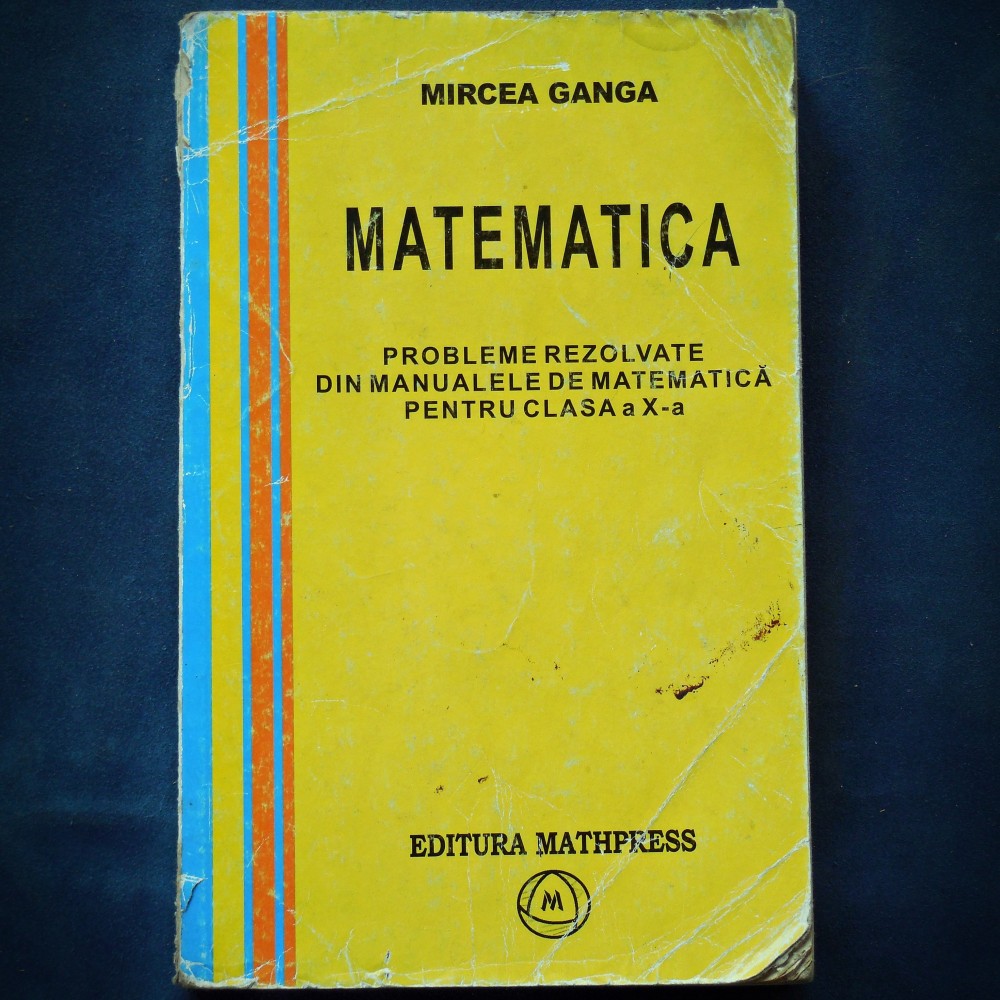 MIRCEA GANGA
MATEMATICA
PROBLEME REZOLVATE
DIN MANUALELE DE MATEMATICĂ
PENTRU CLASA a X-a
EDITURA MATHPRESS
M